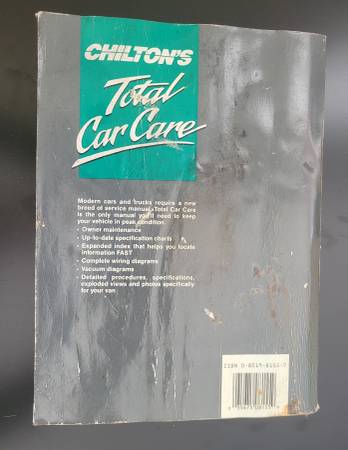 CHILTON'S
Total
Car Care
Modern cars and trucks require a new
breed of service manual. Total Car Care
is the only manual you'll need to keep
your vehicle in peak condition.
- Owner maintenance
- Up-to-date specification charts
- Expanded index that helps you locate
information FAST
- Complete wiring diagrams
- Vacuum diagrams
- Detailed procedures, specifications,
exploded views and photos specifically
for your van
ISBN